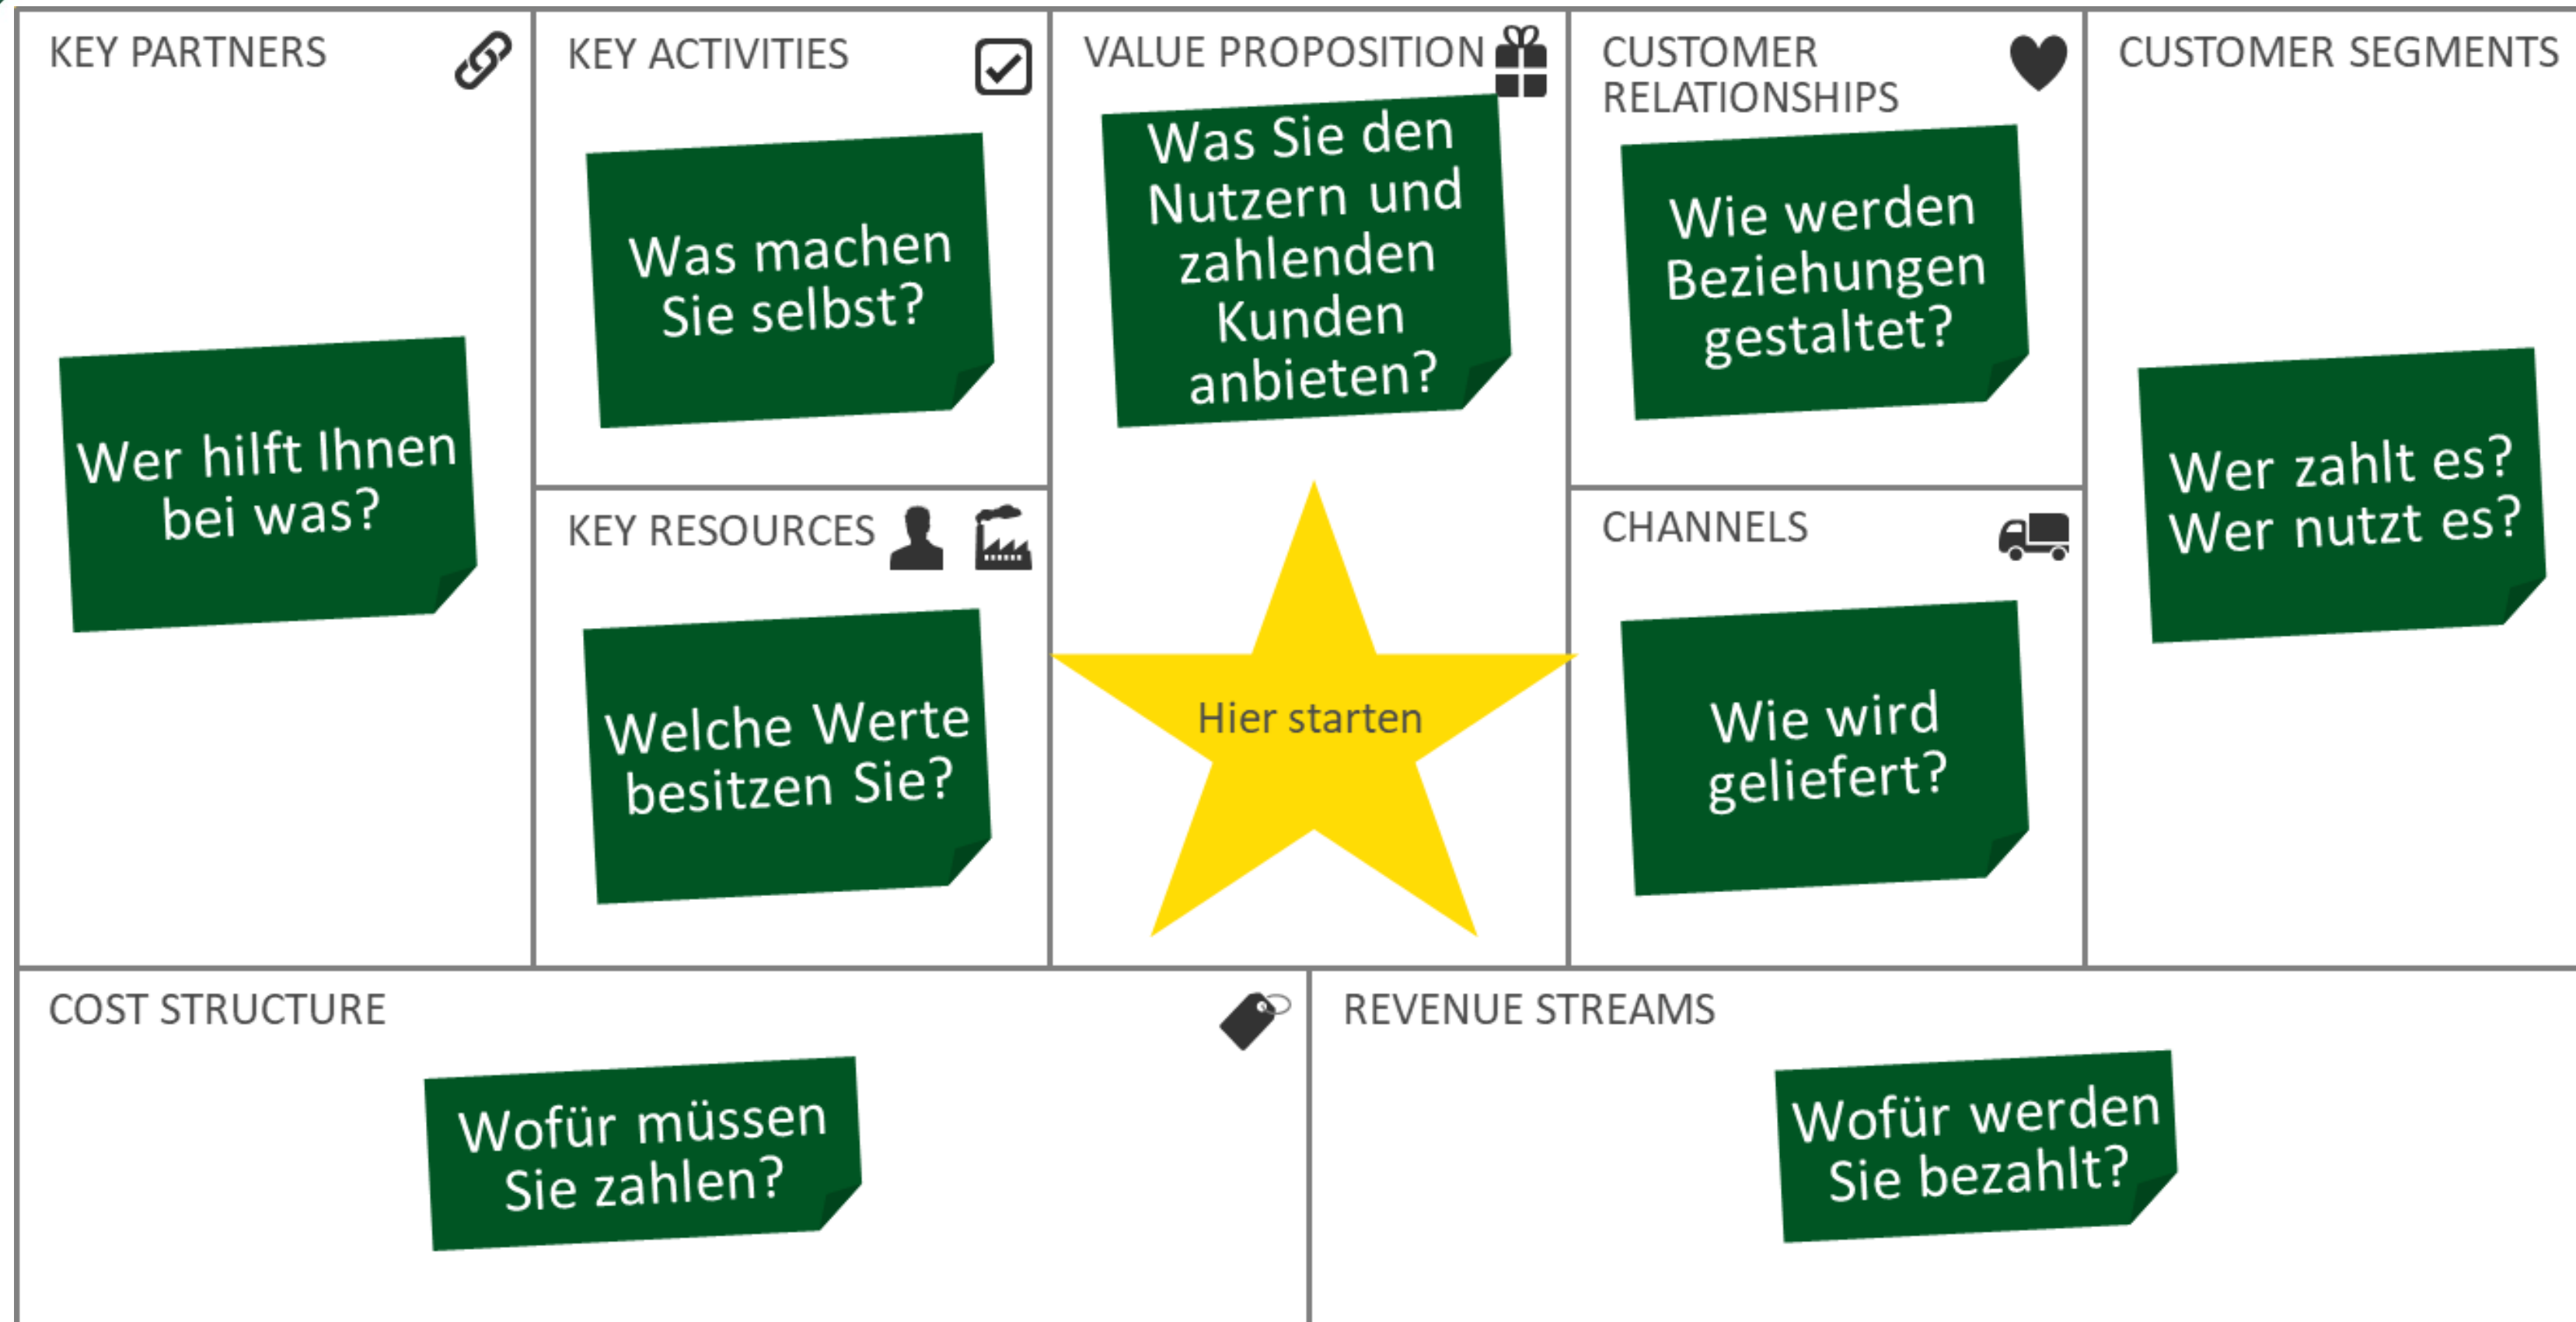 KEY PARTNERS
Wer hilft Ihnen
bei was?
KEY ACTIVITIES
Was machen
Sie selbst?
KEY RESOURCES
Welche Werte
besitzen Sie?
VALUE PROPOSITION
Was Sie den
Nutzern und
zahlenden
Kunden
anbieten?
Hier starten
CUSTOMER
RELATIONSHIPS
Wie werden
Beziehungen
gestaltet?
CHANNELS
Wie wird
geliefert?
CUSTOMER SEGMENTS
Wer zahlt es?
Wer nutzt es?
COST STRUCTURE
Wofür müssen
Sie zahlen?
REVENUE STREAMS
Wofür werden
Sie bezahlt?